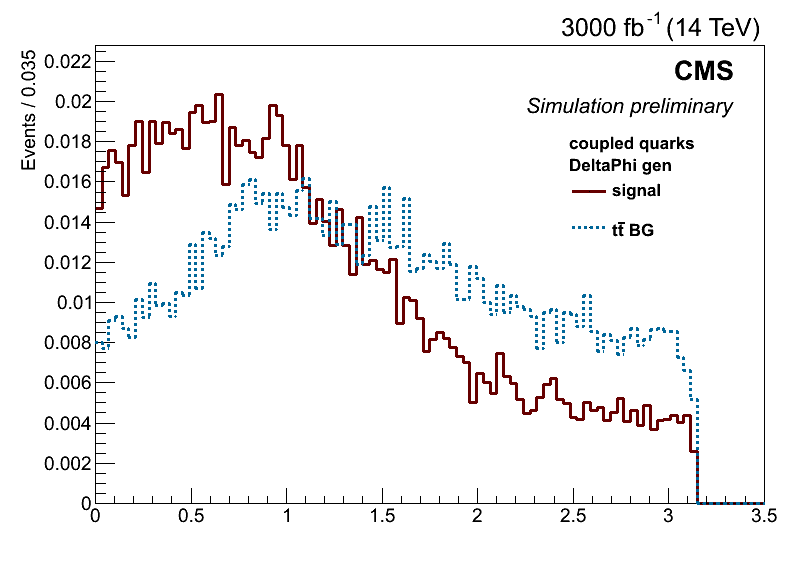 3000 fb⁻¹ (14 TeV)
Events / 0.035
CMS
Simulation preliminary
coupled quarks
DeltaPhi gen
signal
tt̄ BG
0.022
0.02
0.018
0.016
0.014
0.012
0.01
0.008
0.006
0.004
0.002
0
0 0.5 1 1.5 2 2.5 3 3.5